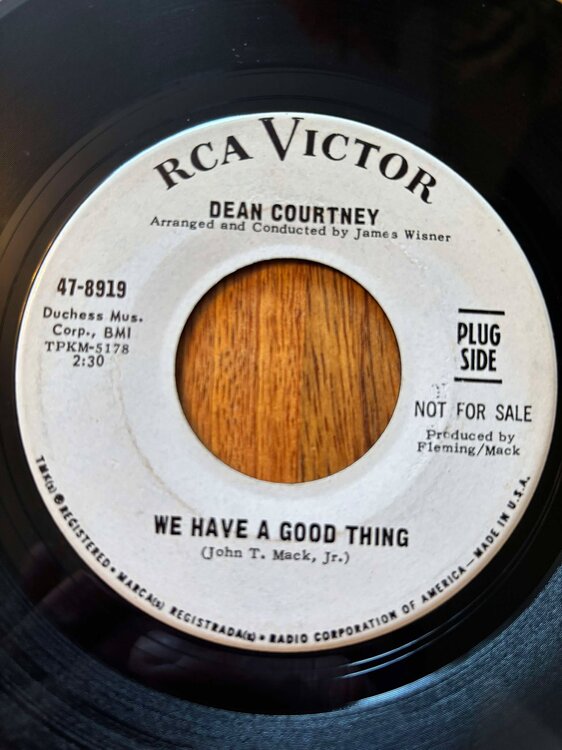 RCA VICTOR
DEAN COURTNEY
Arranged and Conducted by James Wisner
47-8919
Duchess Mus.
Corp., BMI
TPKM-5178
2:30
PLUG
SIDE
NOT FOR SALE
Produced by
Fleming/Mack
WE HAVE A GOOD THING
(John T. Mack, Jr.)
TMK(s) ® REGISTERED • MARCA(s) REGISTRADA(s) • RADIO CORPORATION OF AMERICA—MADE IN U.S.A.